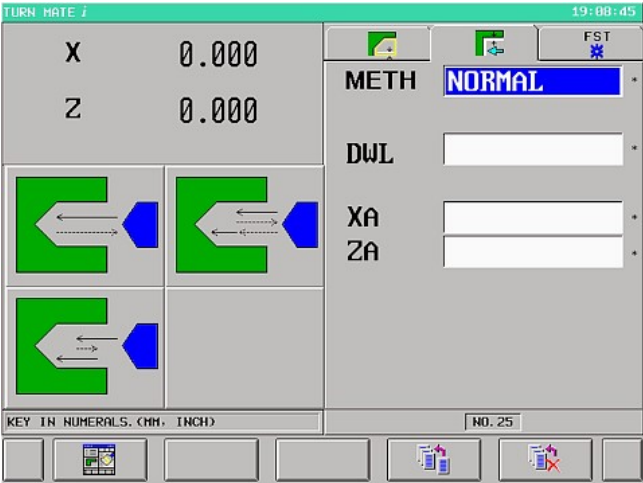 TURN MATE i 19:08:45
X 0.000
Z 0.000
FST
METH NORMAL *
DWL *
XA *
ZA *
KEY IN NUMERALS.(MM, INCH) NO.25